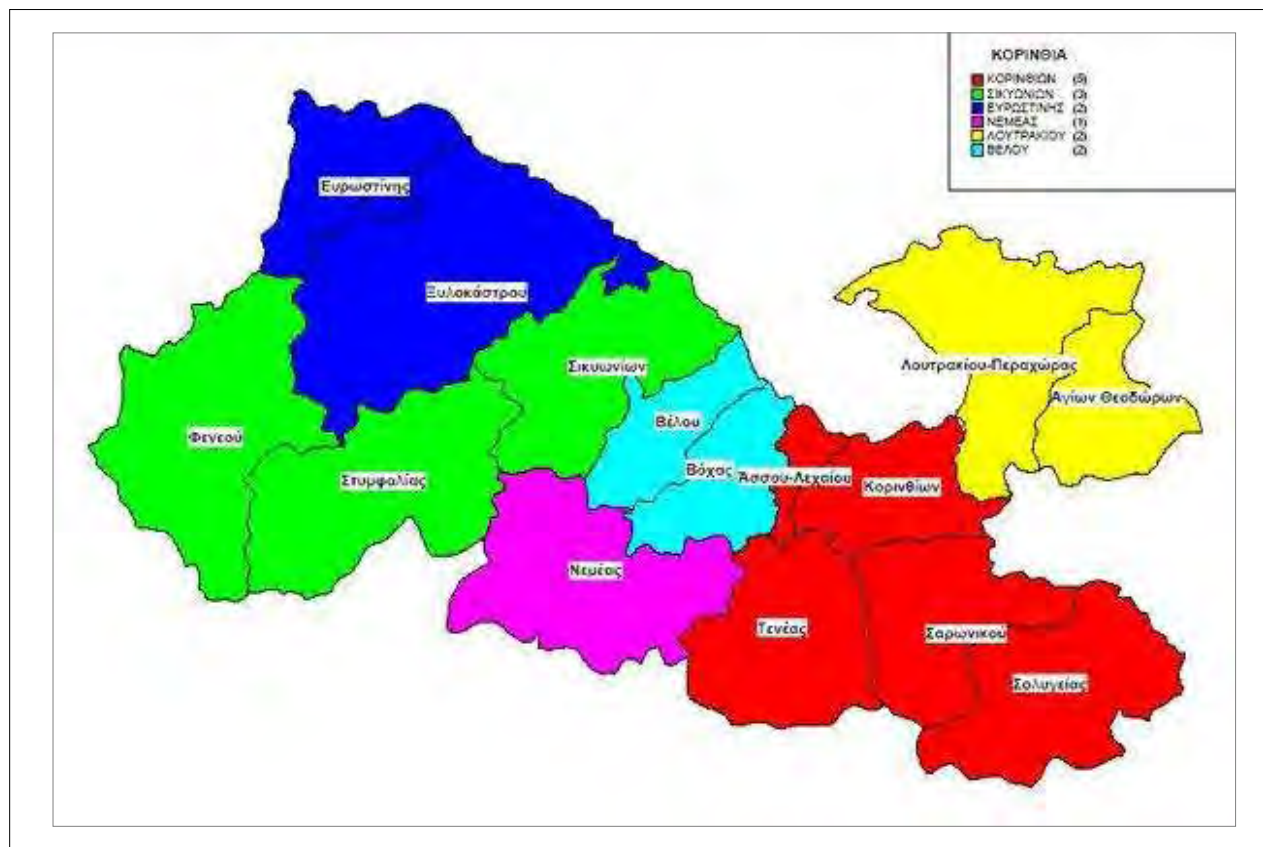 ΚΟΡΙΝΘΙΑ
ΚΟΡΙΝΘΙΩΝ (5)
ΣΙΚΥΩΝΙΩΝ (3)
ΕΥΡΩΣΤΙΝΗΣ (2)
ΝΕΜΕΑΣ (1)
ΛΟΥΤΡΑΚΙΟΥ (2)
ΒΕΛΟΥ (2)
Ευρωστίνης
Ξυλοκάστρου
Σικυωνίων
Λουτρακίου-Περαχώρας
Αγίων Θεοδώρων
Βέλου
Φενεού
Στυμφαλίας
Βόχας
Άσσου-Λεχαίου
Κορινθίων
Νεμέας
Τενέας
Σαρωνικού
Σολυγείας